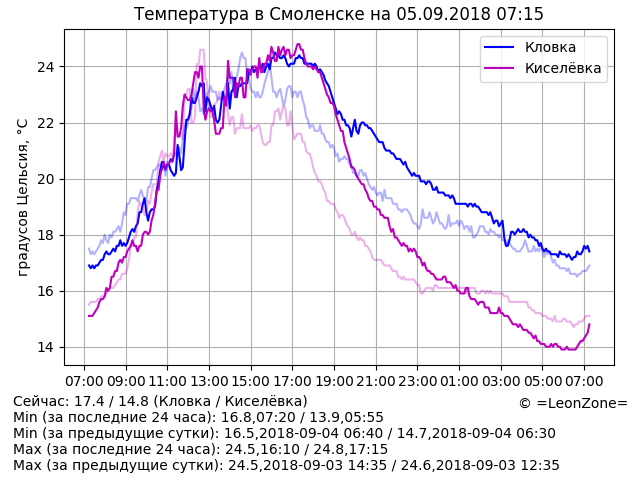 Температура в Смоленске на 05.09.2018 07:15
Кловка
Киселёвка
градусов Цельсия, °C
24
22
20
18
16
14
07:00 09:00 11:00 13:00 15:00 17:00 19:00 21:00 23:00 01:00 03:00 05:00 07:00
Сейчас: 17.4 / 14.8 (Кловка / Киселёвка)
© =LeonZone=
Min (за последние 24 часа): 16.8,07:20 / 13.9,05:55
Min (за предыдущие сутки): 16.5,2018-09-04 06:40 / 14.7,2018-09-04 06:30
Max (за последние 24 часа): 24.5,16:10 / 24.8,17:15
Max (за предыдущие сутки): 24.5,2018-09-03 14:35 / 24.6,2018-09-03 12:35